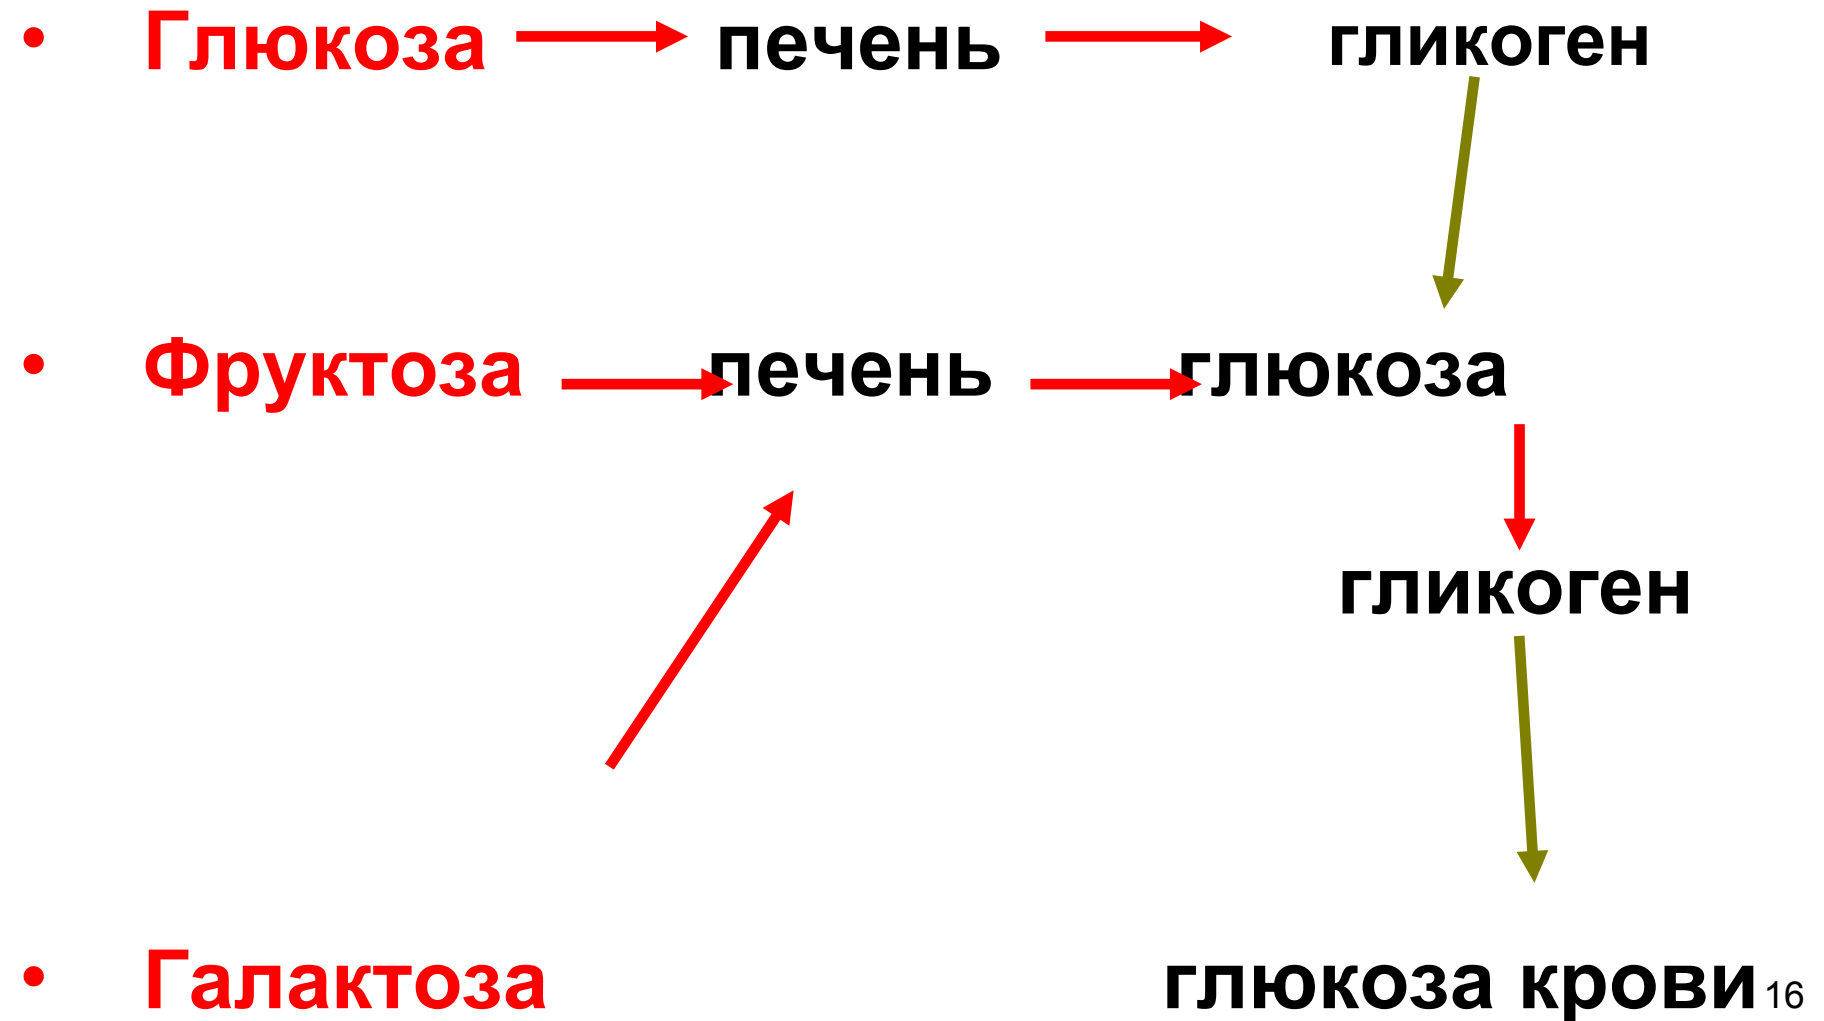 • Глюкоза печень гликоген
• Фруктоза печень глюкоза
гликоген
• Галактоза глюкоза крови 16